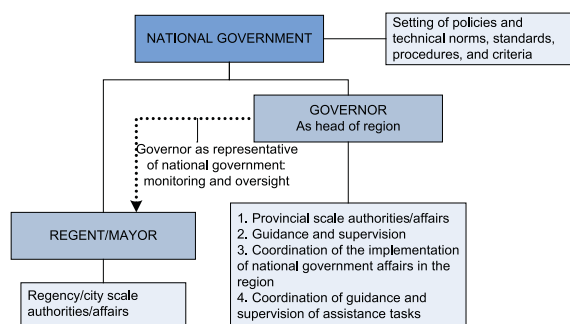 NATIONAL GOVERNMENT
Setting of policies and
technical norms, standards,
procedures, and criteria
GOVERNOR
As head of region
Governor as representative
of national government:
monitoring and oversight
REGENT/MAYOR
1. Provincial scale authorities/affairs
2. Guidance and supervision
3. Coordination of the implementation
of national government affairs in the
region
4. Coordination of guidance and
supervision of assistance tasks
Regency/city scale
authorities/affairs